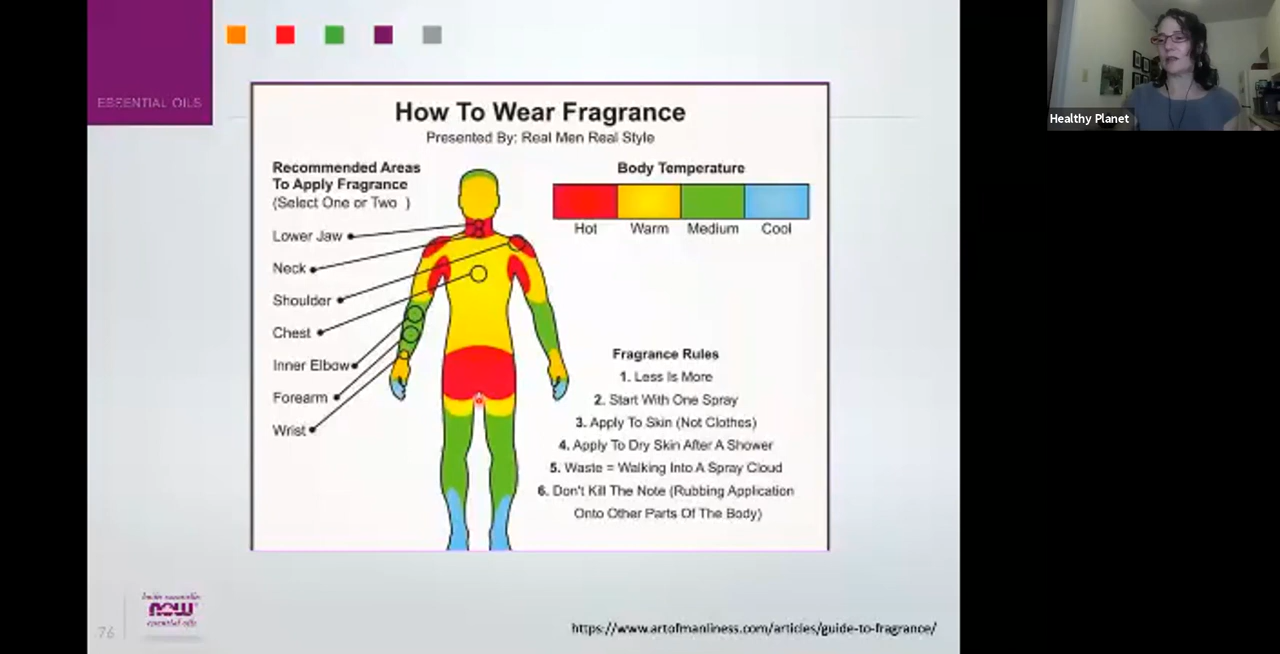 ESSENTIAL OILS
How To Wear Fragrance
Presented By: Real Men Real Style
Recommended Areas
To Apply Fragrance
(Select One or Two )
Lower Jaw
Neck
Shoulder
Chest
Inner Elbow
Forearm
Wrist
Body Temperature
Hot Warm Medium Cool
Fragrance Rules
1. Less Is More
2. Start With One Spray
3. Apply To Skin (Not Clothes)
4. Apply To Dry Skin After A Shower
5. Waste = Walking Into A Spray Cloud
6. Don't Kill The Note (Rubbing Application
Onto Other Parts Of The Body)
76
NOW
essential oils
https://www.artofmanliness.com/articles/guide-to-fragrance/
Healthy Planet